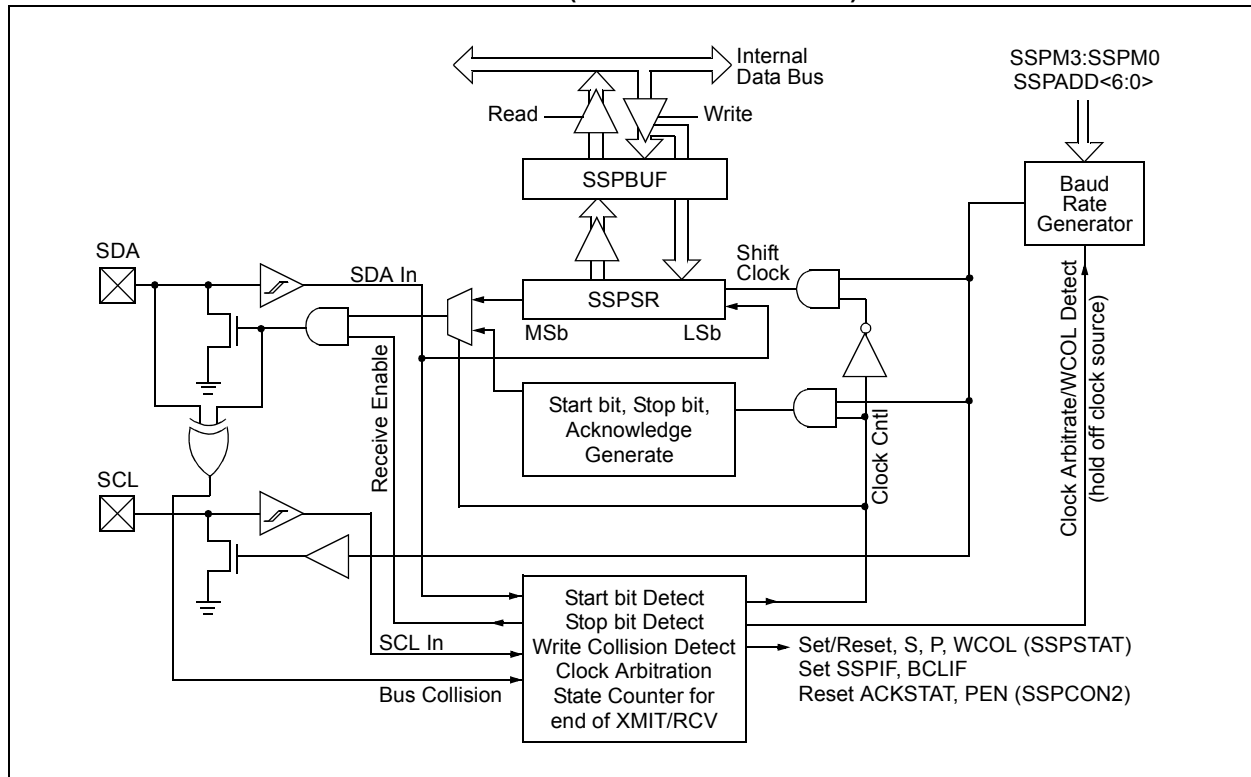 Internal
Data Bus
SSPM3:SSPM0
SSPADD<6:0>
Read
Write
SSPBUF
Baud
Rate
Generator
SDA
SDA In
Shift
Clock
SSPSR
MSb
LSb
Receive Enable
Start bit, Stop bit,
Acknowledge
Generate
Clock Cntl
Clock Arbitrate/WCOL Detect
(hold off clock source)
SCL
SCL In
Bus Collision
Start bit Detect
Stop bit Detect
Write Collision Detect
Clock Arbitration
State Counter for
end of XMIT/RCV
Set/Reset, S, P, WCOL (SSPSTAT)
Set SSPIF, BCLIF
Reset ACKSTAT, PEN (SSPCON2)